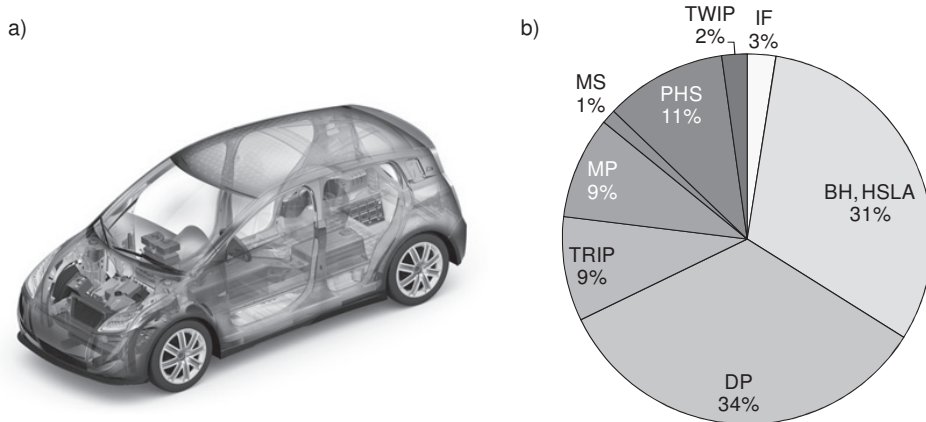 a)
b)
TWIP
2%
IF
3%
MS
1%
PHS
11%
MP
9%
BH, HSLA
31%
TRIP
9%
DP
34%